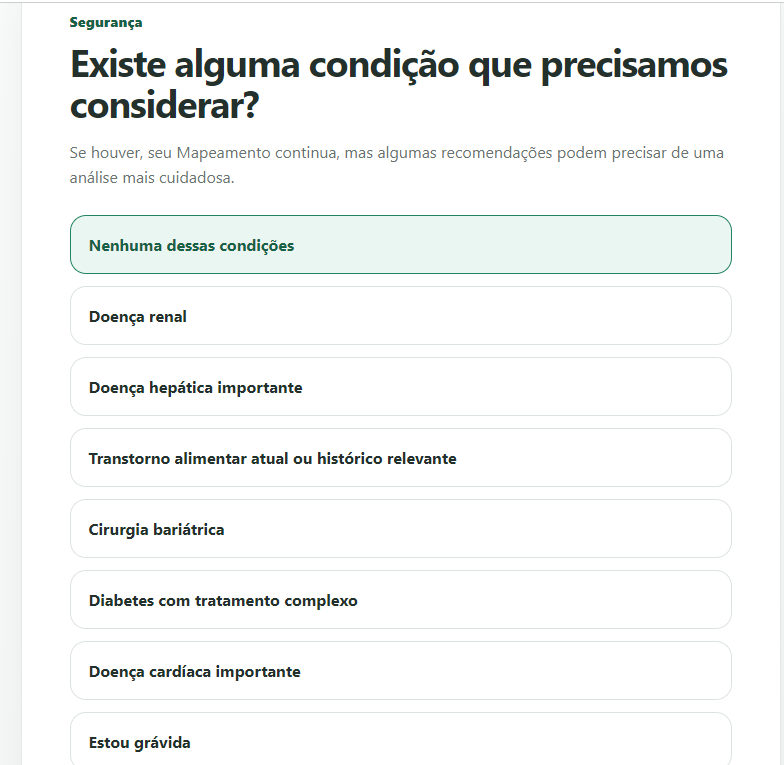 Segurança
Existe alguma condição que precisamos
considerar?
Se houver, seu Mapeamento continua, mas algumas recomendações podem precisar de uma
análise mais cuidadosa.
Nenhuma dessas condições
Doença renal
Doença hepática importante
Transtorno alimentar atual ou histórico relevante
Cirurgia bariátrica
Diabetes com tratamento complexo
Doença cardíaca importante
Estou grávida